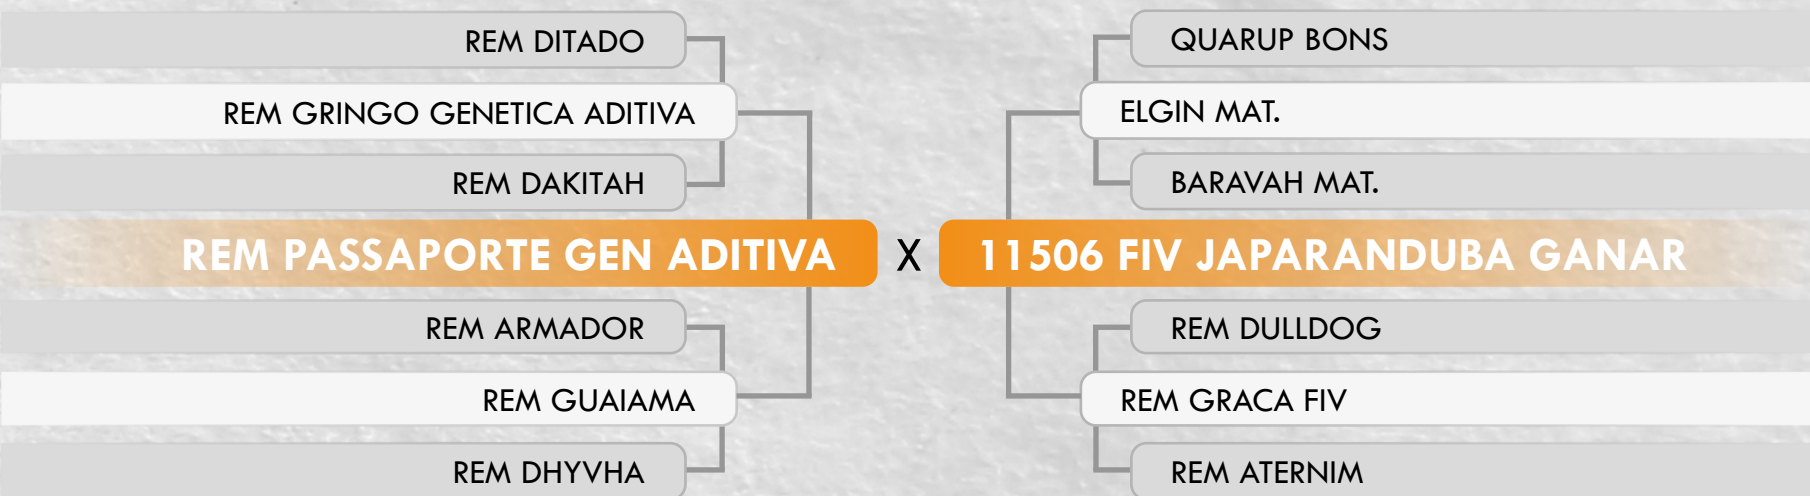 REM DITADO
REM GRINGO GENETICA ADITIVA
REM DAKITAH
REM PASSAPORTE GEN ADITIVA
REM ARMADOR
REM GUAIAMA
REM DHYVHA
X
QUARUP BONS
ELGIN MAT.
BARAVAH MAT.
11506 FIV JAPARANDUBA GANAR
REM DULLDOG
REM GRACA FIV
REM ATERNIM